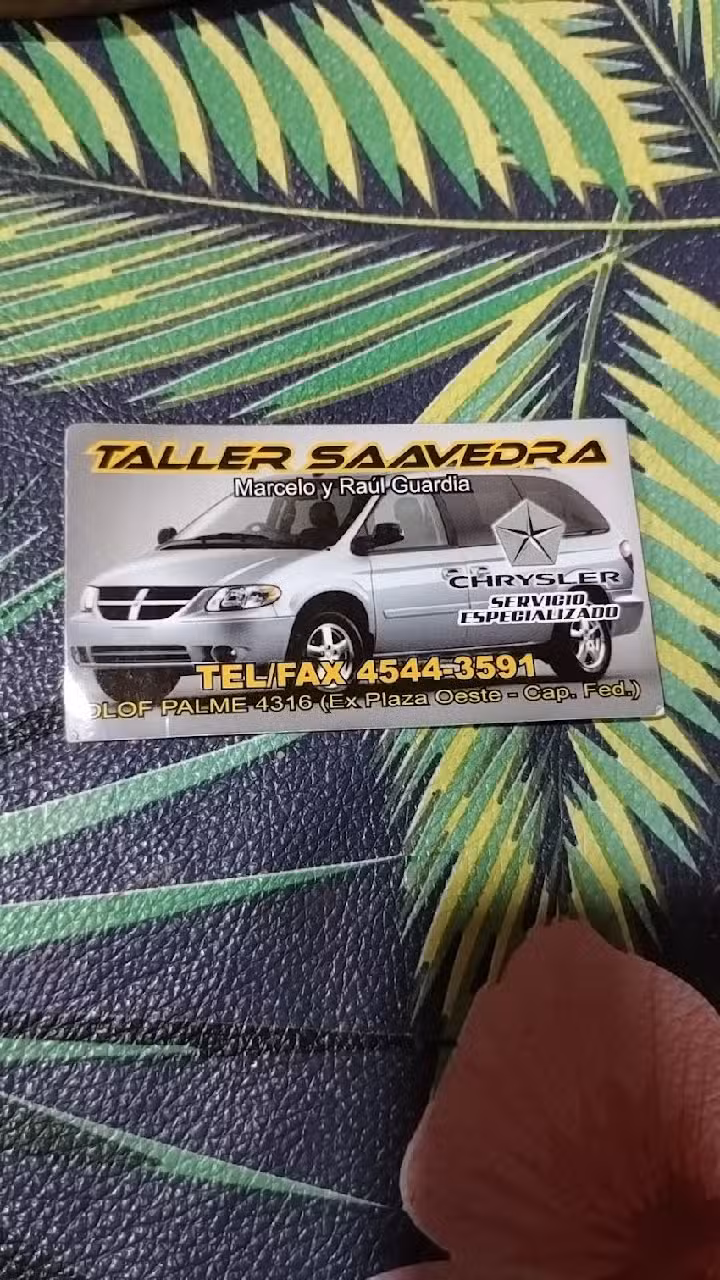 TALLER SAAVEDRA
Marcelo y Raúl Guardia
CHRYSLER
SERVICIO
ESPECIALIZADO
TEL/FAX 4544-3591
OLOF PALME 4316 (Ex Plaza Oeste - Cap. Fed.)